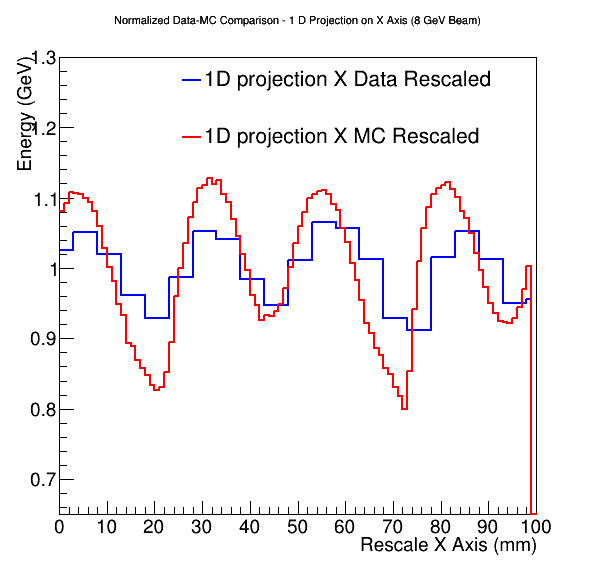 Normalized Data-MC Comparison - 1 D Projection on X Axis (8 GeV Beam)
Energy (GeV)
1.3
1.2
1.1
1
0.9
0.8
0.7
1D projection X Data Rescaled
1D projection X MC Rescaled
0 10 20 30 40 50 60 70 80 90 100
Rescale X Axis (mm)